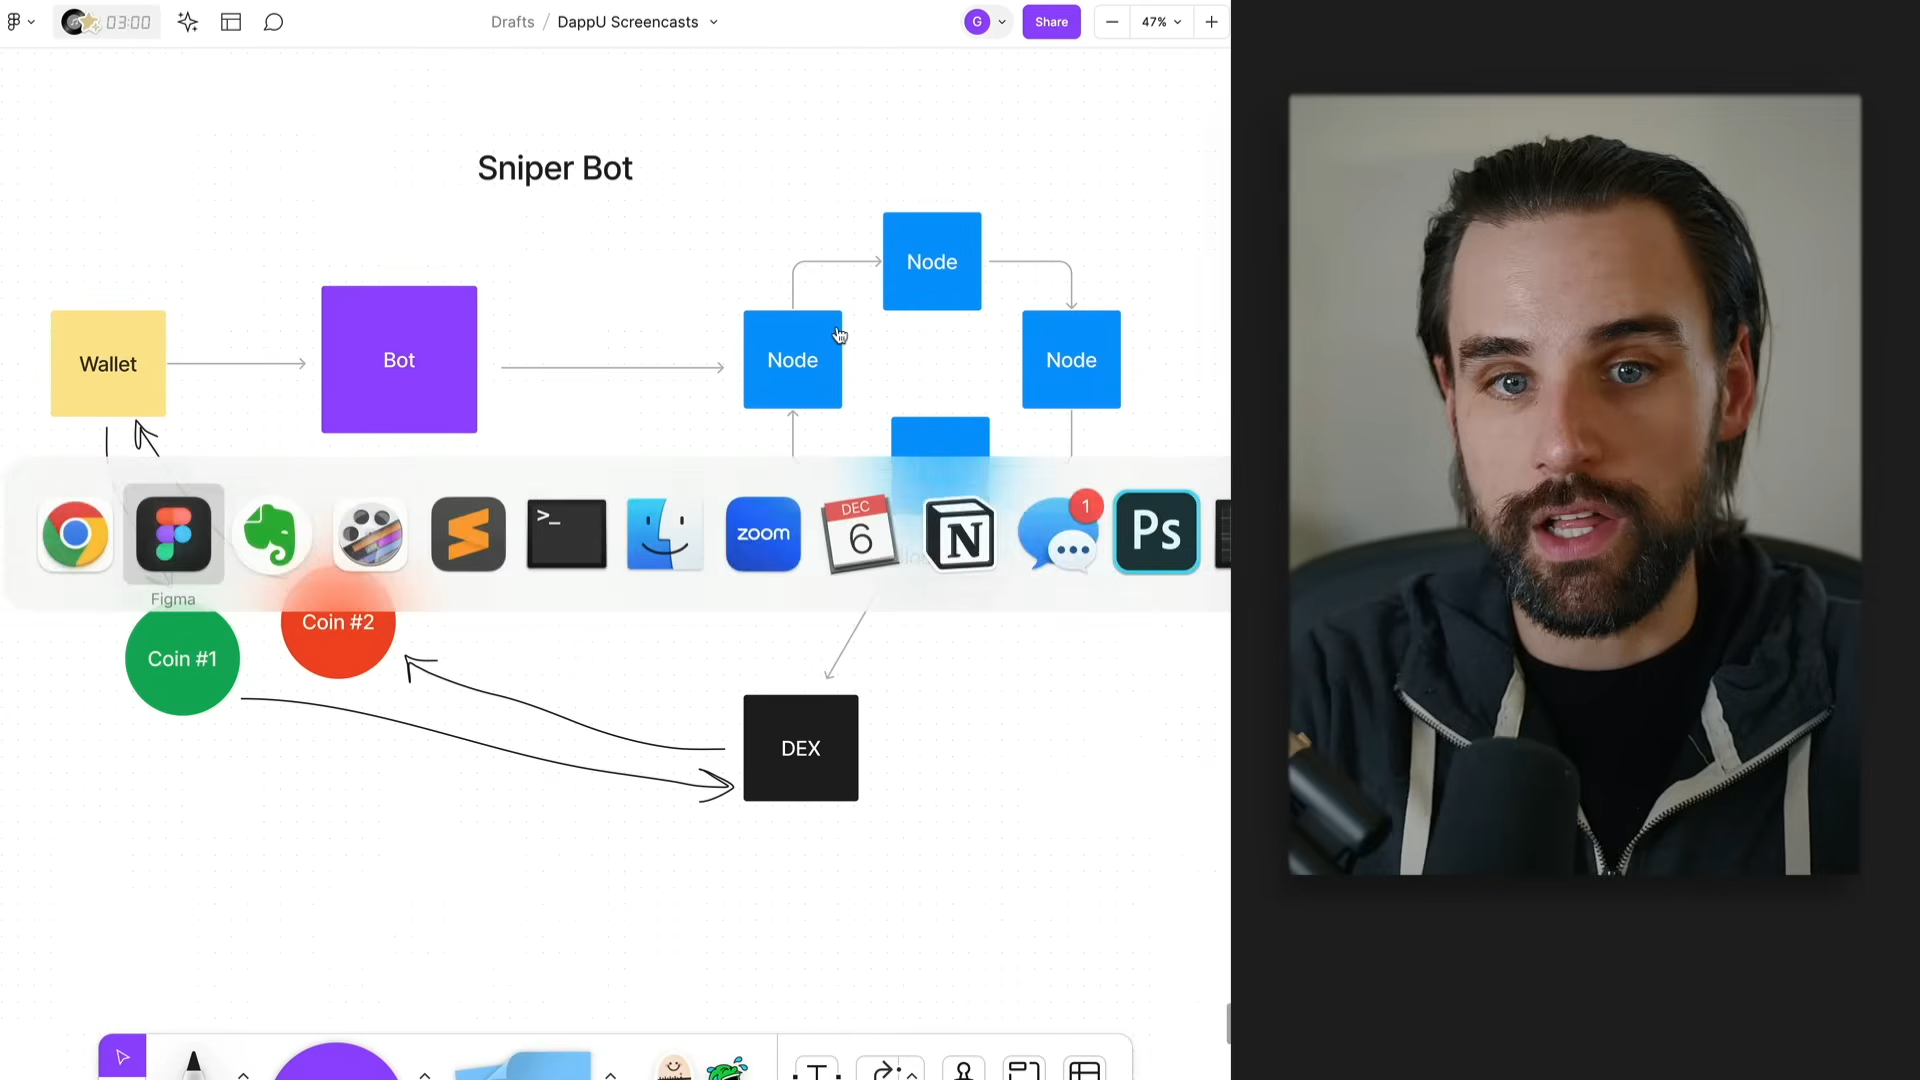 03:00
Drafts / DappU Screencasts
G
Share
47%
Sniper Bot
Node
Wallet
Bot
Node
Node
>_
zoom
DEC
6
N
1
Ps
Figma
Coin #2
Coin #1
DEX
T